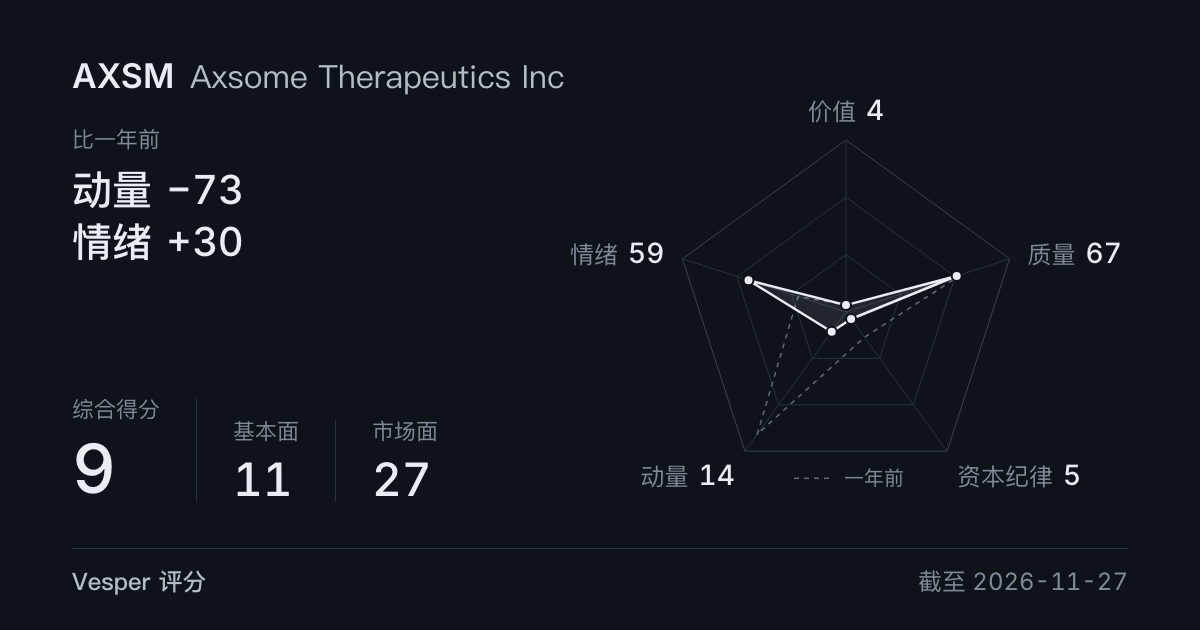 AXSM Axsome Therapeutics Inc
比一年前
动量 −73
情绪 +30
价值 4
情绪 59
质量 67
动量 14
---- 一年前
资本纪律 5
综合得分
9
基本面
11
市场面
27
Vesper 评分
截至 2026-11-27